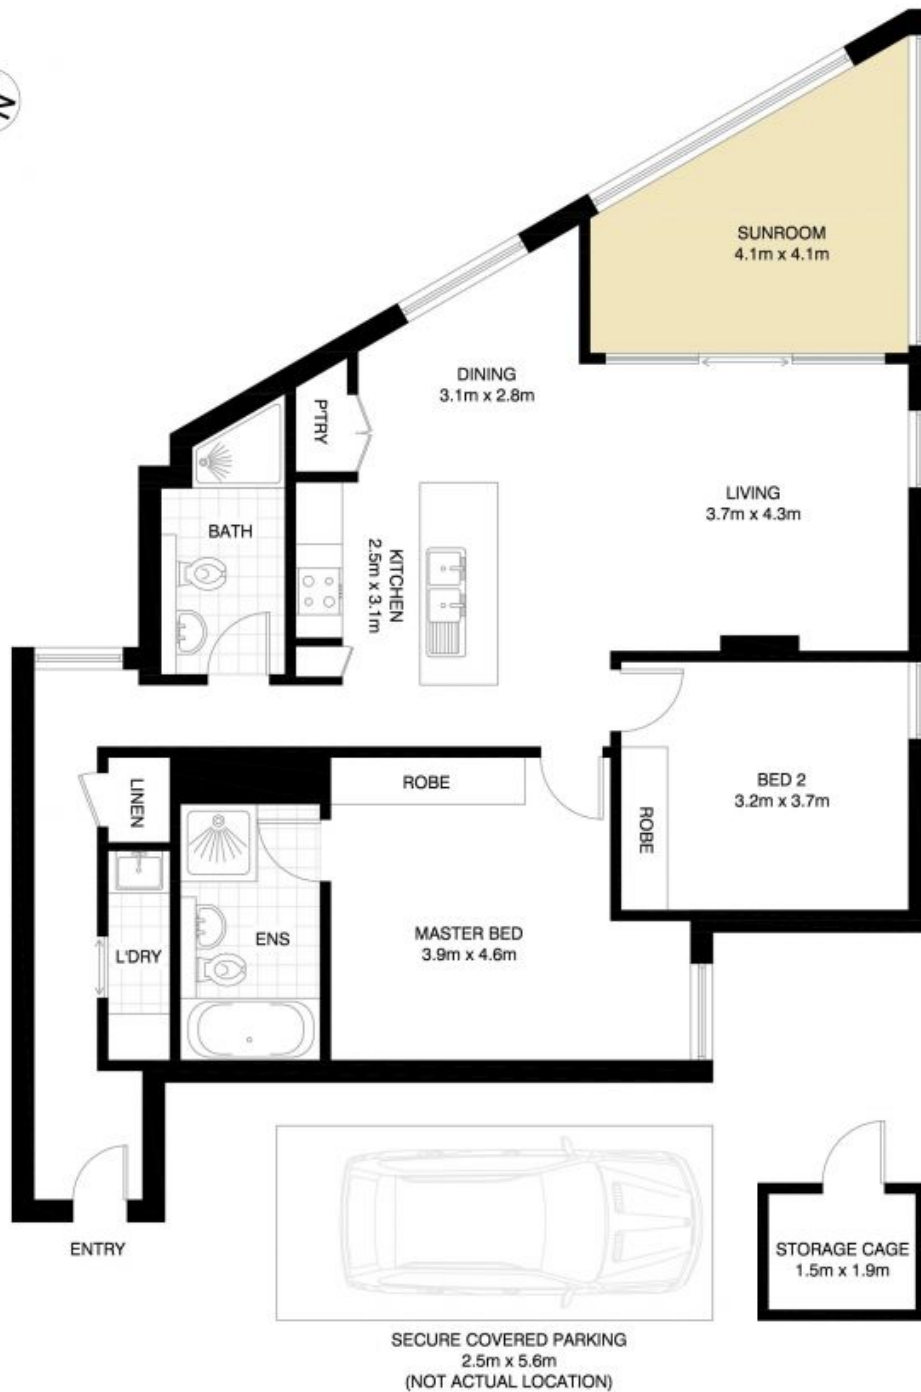 N
SUNROOM
4.1m x 4.1m
DINING
3.1m x 2.8m
P'TRY
LIVING
3.7m x 4.3m
BATH
KITCHEN
2.5m x 3.1m
ROBE
BED 2
3.2m x 3.7m
LINEN
ROBE
MASTER BED
3.9m x 4.6m
ENS
L'DRY
ENTRY
STORAGE CAGE
1.5m x 1.9m
SECURE COVERED PARKING
2.5m x 5.6m
(NOT ACTUAL LOCATION)